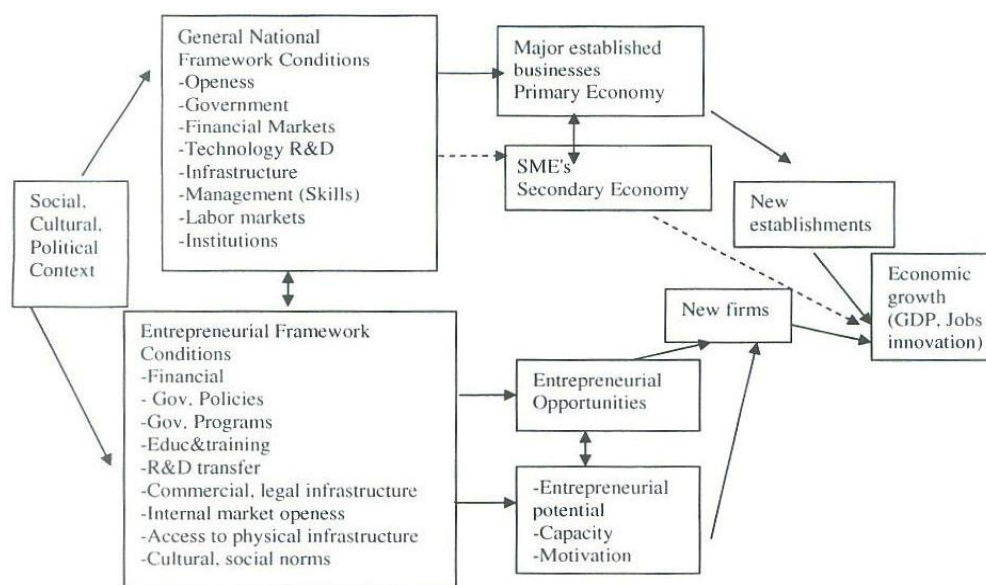 Social,
Cultural,
Political
Context
General National
Framework Conditions
-Openess
-Government
-Financial Markets
-Technology R&D
-Infrastructure
-Management (Skills)
-Labor markets
-Institutions
Entrepreneurial Framework
Conditions
-Financial
- Gov. Policies
-Gov. Programs
-Educ&training
-R&D transfer
-Commercial, legal infrastructure
-Internal market openess
-Access to physical infrastructure
-Cultural, social norms
Major established
businesses
Primary Economy
SME's
Secondary Economy
New
establishments
New firms
Entrepreneurial
Opportunities
-Entrepreneurial
potential
-Capacity
-Motivation
Economic
growth
(GDP, Jobs
innovation)